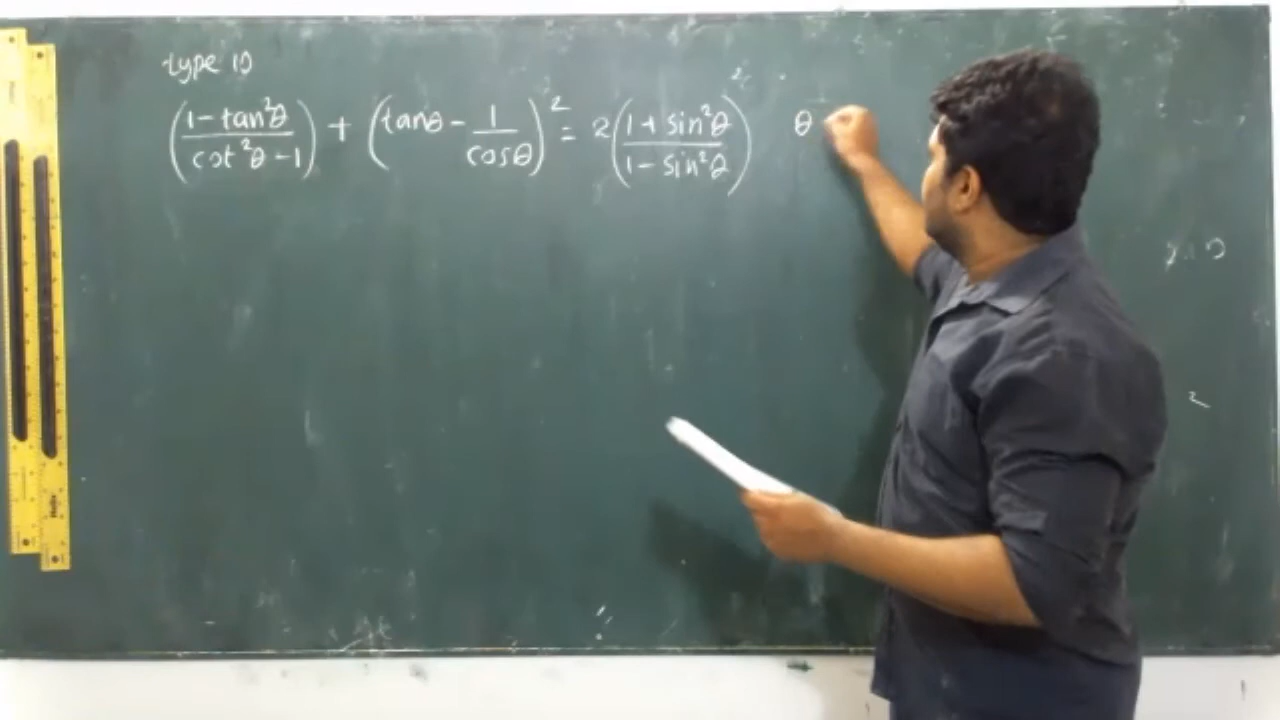 type 10
((1-tan²θ)/(cot²θ-1)) + (tanθ - 1/cosθ)² = 2((1+sin²θ)/(1-sin²θ)) θ